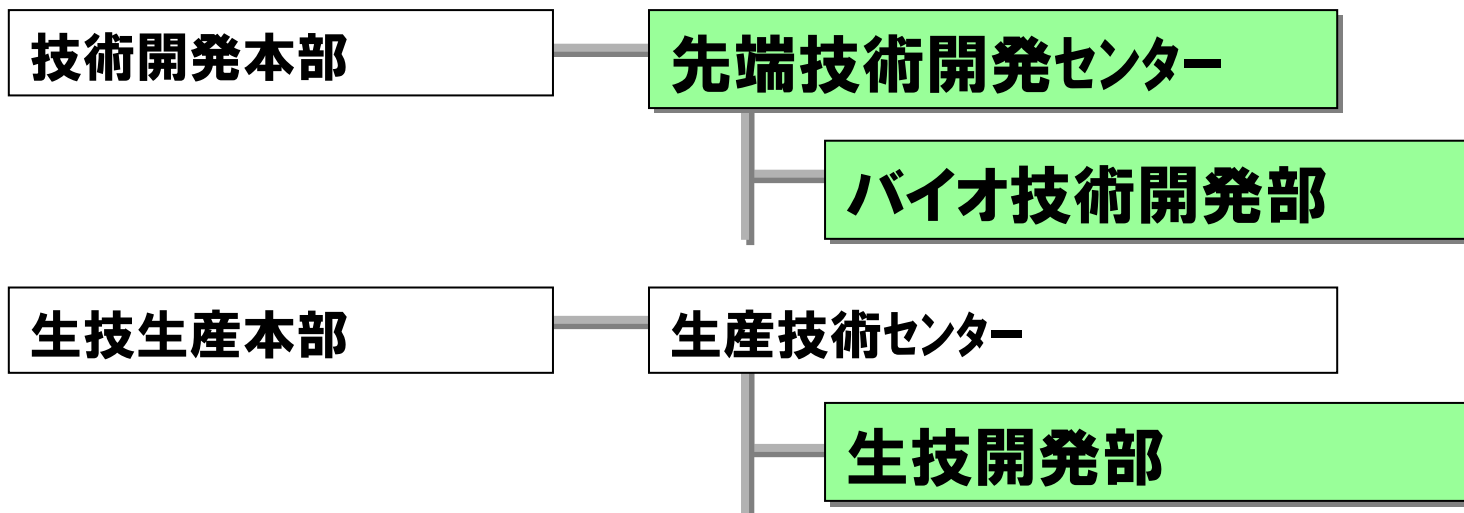 技術開発本部
先端技術開発センター
バイオ技術開発部
生技生産本部
生産技術センター
生技開発部